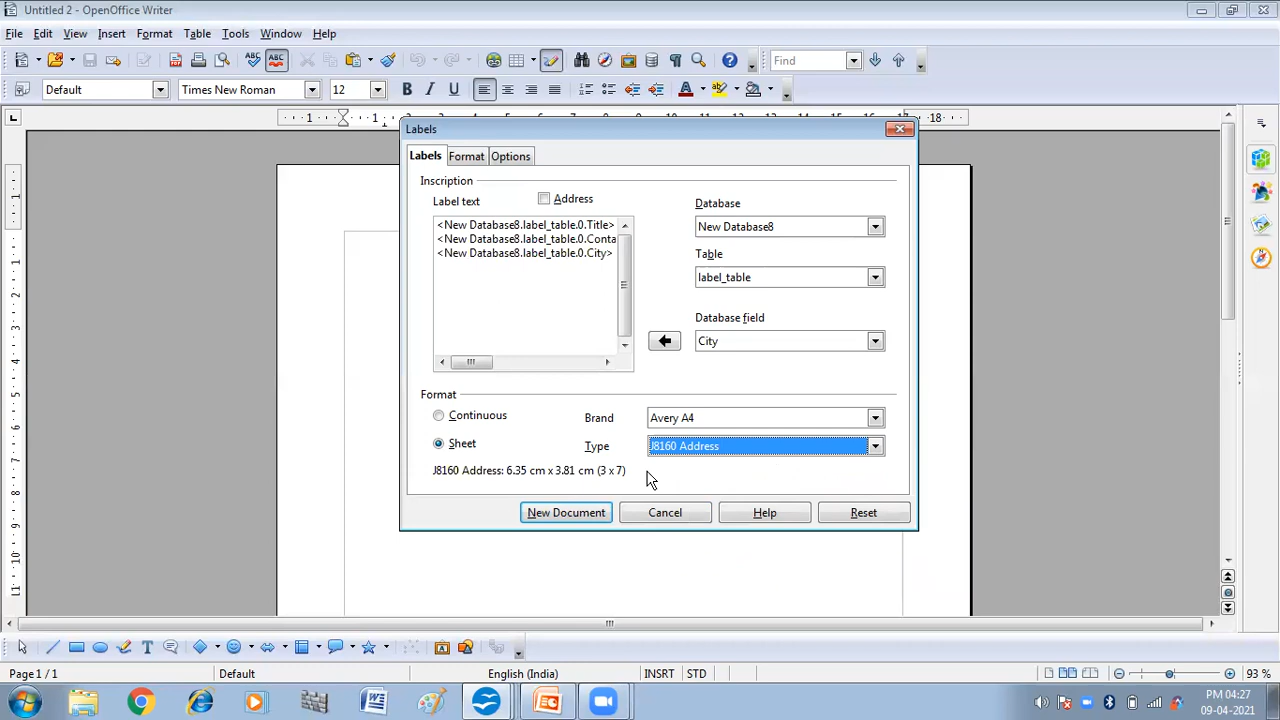 Untitled 2 - OpenOffice Writer
File Edit View Insert Format Table Tools Window Help
Find
Default Times New Roman 12
Labels
Labels Format Options
Inscription
Label text Address
<New Database8.label_table.0.Title>
<New Database8.label_table.0.Conta
<New Database8.label_table.0.City>
Database
New Database8
Table
label_table
Database field
City
Format
Continuous
Sheet
Brand Avery A4
Type J8160 Address
J8160 Address: 6.35 cm x 3.81 cm (3 x 7)
New Document Cancel Help Reset
Page1 / 1 Default English (India) INSRT STD 93 %
PM 04:27
09-04-2021